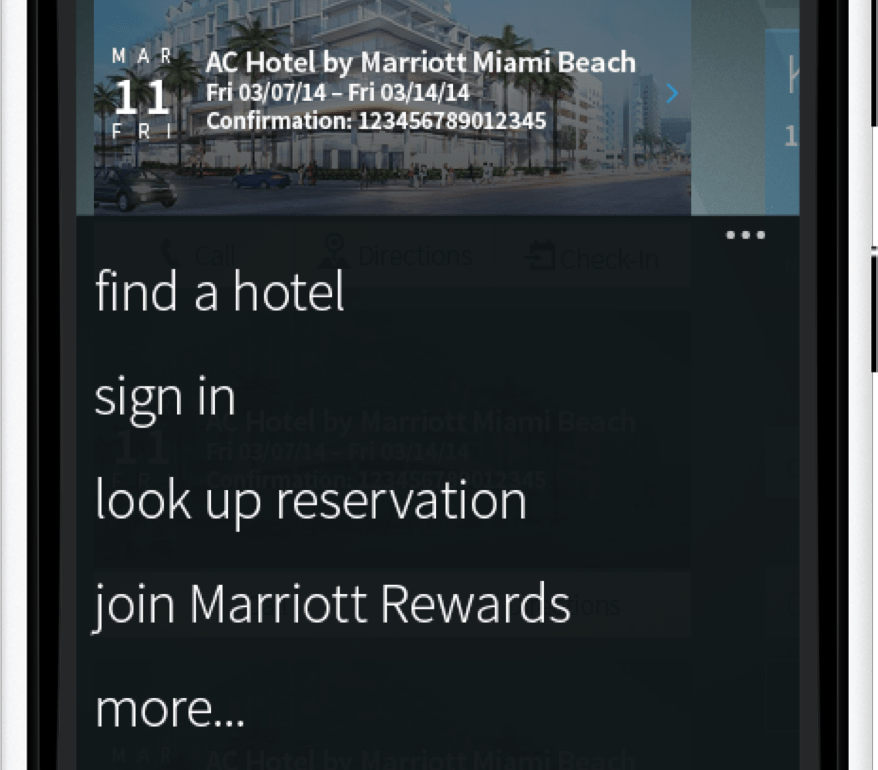 MAR
11
FRI
AC Hotel by Marriott Miami Beach
Fri 03/07/14 – Fri 03/14/14
Confirmation: 123456789012345
1
•••
Call
Directions
Check-In
find a hotel
sign in
AC Hotel by Marriott Miami Beach
11
Fri 03/07/14 – Fri 03/14/14
Confirmation: 123456789012345
look up reservation
join Marriott Rewards
more...
MAR
AC Hotel by Marriott Miami Beach